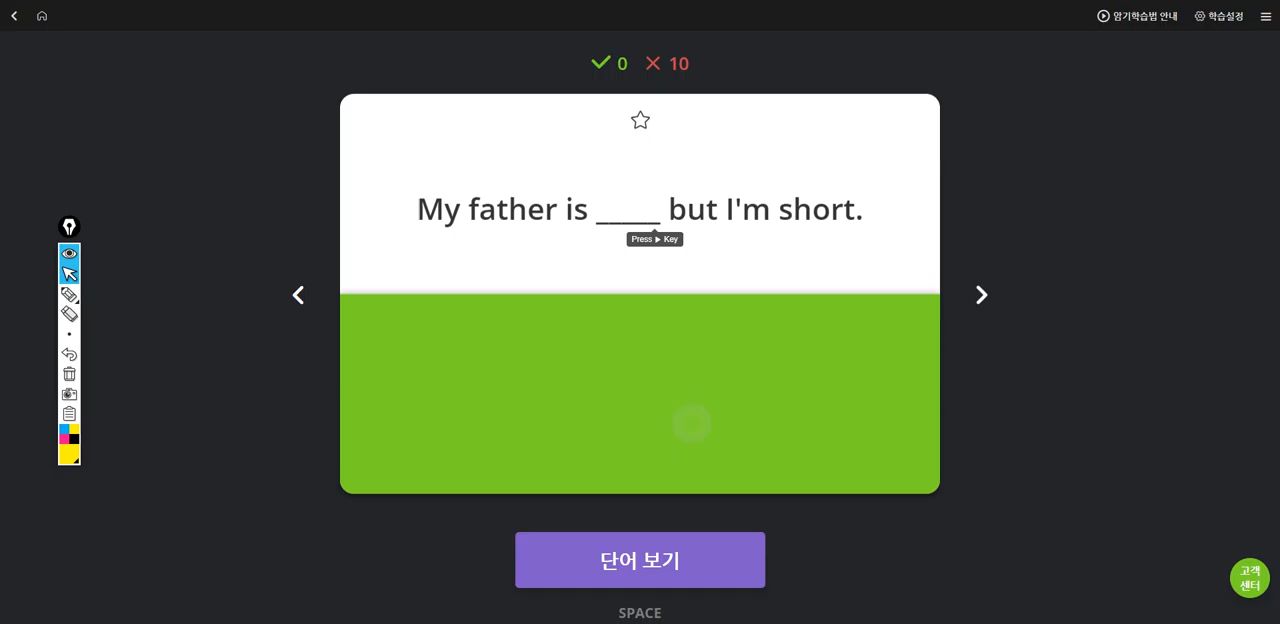 암기학습법 안내 학습설정
0 10
My father is _____ but I'm short.
Press ▶ Key
단어 보기
SPACE
고객
센터